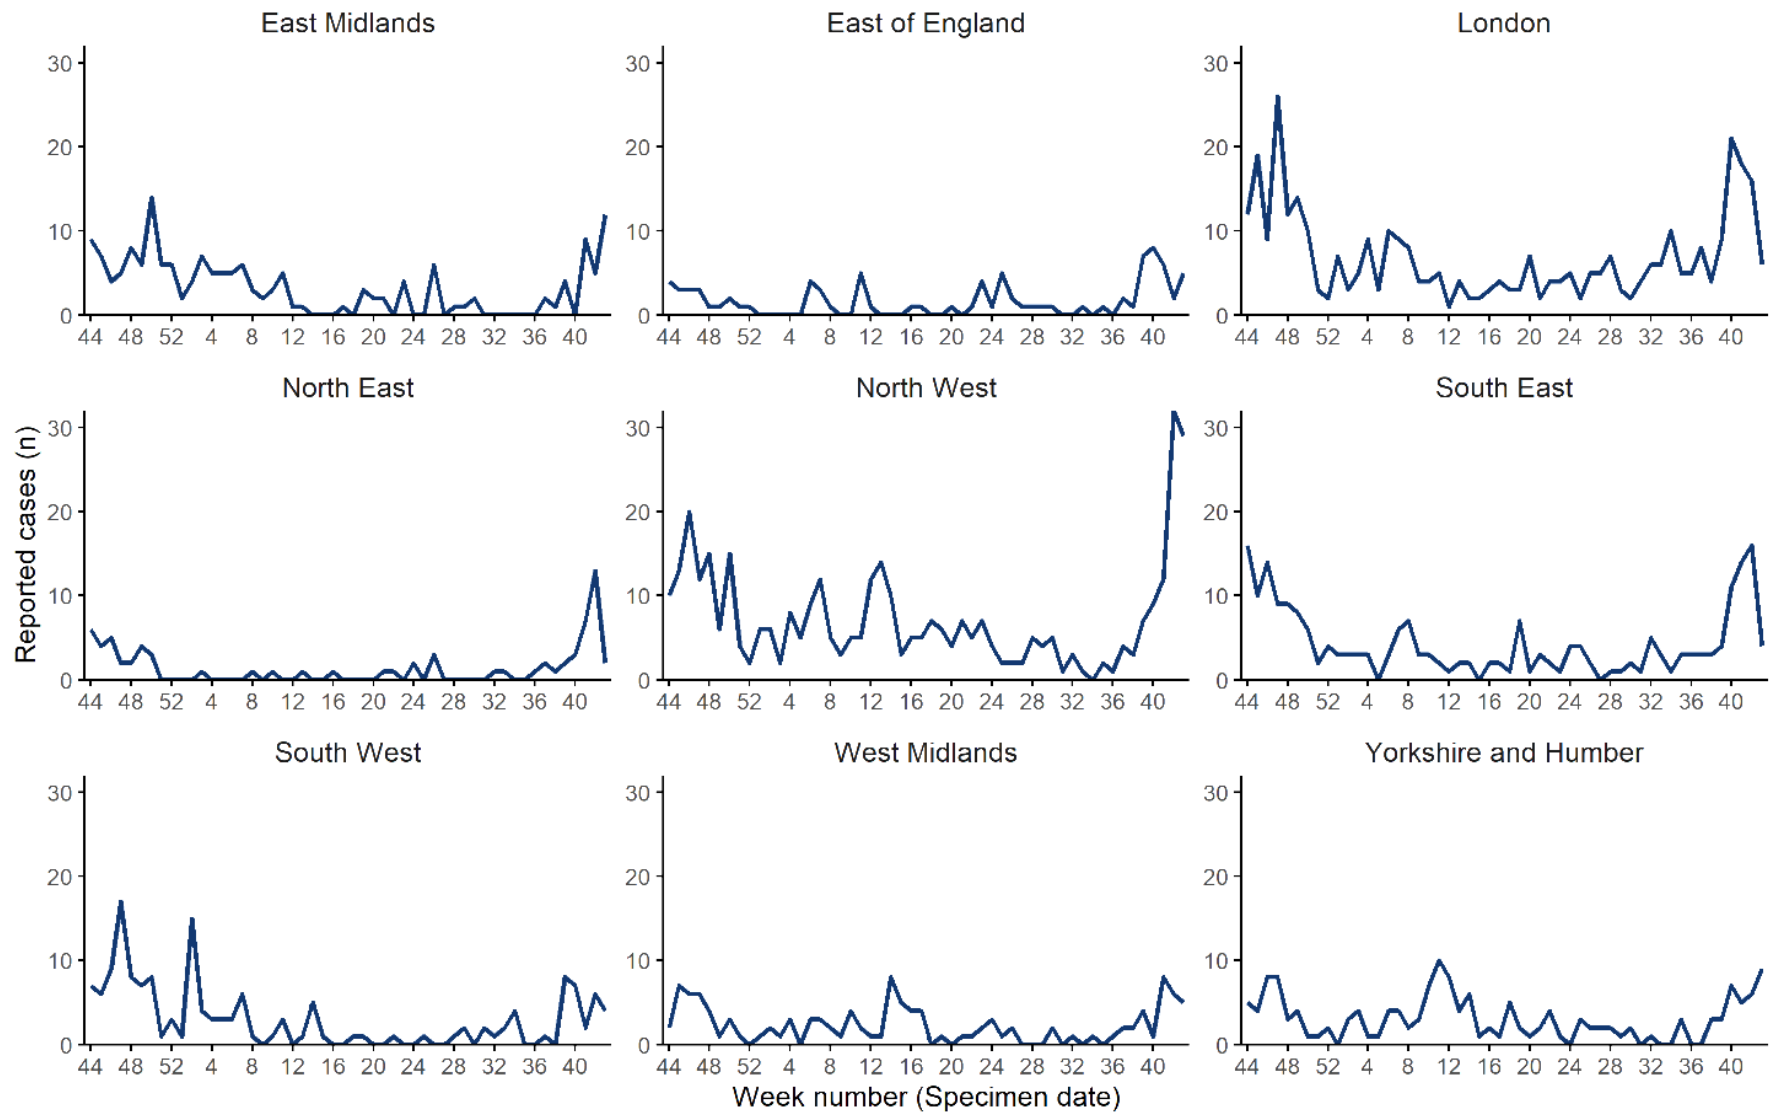 East Midlands East of England London
30 30 30
20 20 20
10 10 10
0 0 0
44 48 52 4 8 12 16 20 24 28 32 36 40 44 48 52 4 8 12 16 20 24 28 32 36 40 44 48 52 4 8 12 16 20 24 28 32 36 40
North East North West South East
30 30 30
20 20 20
10 10 10
0 0 0
44 48 52 4 8 12 16 20 24 28 32 36 40 44 48 52 4 8 12 16 20 24 28 32 36 40 44 48 52 4 8 12 16 20 24 28 32 36 40
Reported cases (n)
South West West Midlands Yorkshire and Humber
30 30 30
20 20 20
10 10 10
0 0 0
44 48 52 4 8 12 16 20 24 28 32 36 40 44 48 52 4 8 12 16 20 24 28 32 36 40 44 48 52 4 8 12 16 20 24 28 32 36 40
Week number (Specimen date)